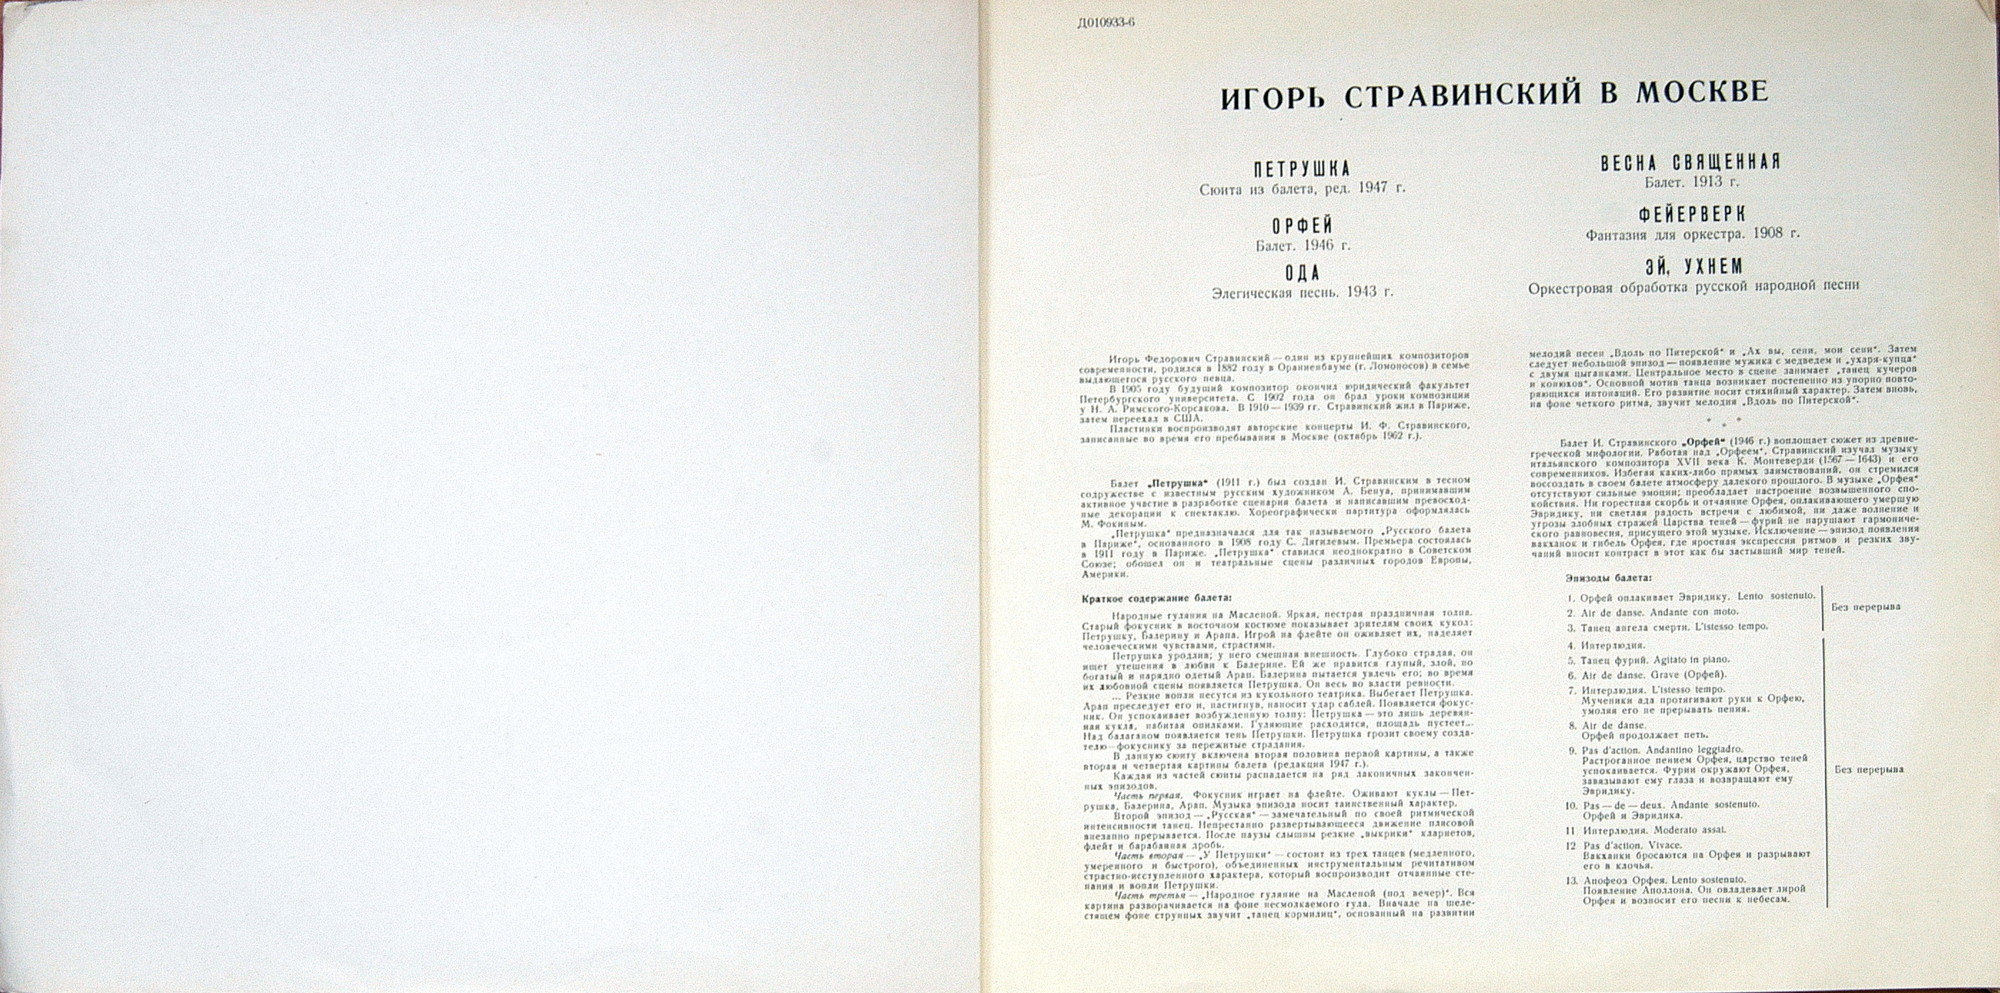 Д010933-6
ИГОРЬ СТРАВИНСКИЙ В МОСКВЕ
ПЕТРУШКА
Сюита из балета, ред. 1947 г.
ОРФЕЙ
Балет. 1946 г.
ОДА
Элегическая песнь. 1943 г.
ВЕСНА СВЯЩЕННАЯ
Балет. 1913 г.
ФЕЙЕРВЕРК
Фантазия для оркестра. 1908 г.
ЭЙ, УХНЕМ
Оркестровая обработка русской народной песни
Игорь Федорович Стравинский — один из крупнейших композиторов
современности, родился в 1882 году в Ораниенбауме (г. Ломоносов) в семье
выдающегося русского певца.
В 1905 году будущий композитор окончил юридический факультет
Петербургского университета. С 1902 года он брал уроки композиции
у Н. А. Римского-Корсакова. В 1910 — 1939 гг. Стравинский жил в Париже,
затем переехал в США.
Пластинки воспроизводят авторские концерты И. Ф. Стравинского,
записанные во время его пребывания в Москве (октябрь 1962 г.).
Балет „Петрушка“ (1911 г.) был создан И. Стравинским в тесном
содружестве с известным русским художником А. Бенуа, принимавшим
активное участие в разработке сценария балета и написавшим превосход-
ные декорации к спектаклю. Хореографически партитура оформлялась
М. Фокиным.
„Петрушка“ предназначался для так называемого „Русского балета
в Париже“, основанного в 1908 году С. Дягилевым. Премьера состоялась
в 1911 году в Париже. „Петрушка“ ставился неоднократно в Советском
Союзе; обошел он и театральные сцены различных городов Европы,
Америки.
Краткое содержание балета:
Народные гуляния на Масленой. Яркая, пестрая праздничная толпа.
Старый фокусник в восточном костюме показывает зрителям своих кукол:
Петрушку, Балерину и Арапа. Игрой на флейте он оживляет их, наделяет
человеческими чувствами, страстями.
Петрушка уродлив; у него смешная внешность. Глубоко страдая, он
ищет утешения в любви к Балерине. Ей же нравится глупый, злой, но
богатый и нарядно одетый Арап. Балерина пытается увлечь его; во время
их любовной сцены появляется Петрушка. Он весь во власти ревности.
... Резкие вопли несутся из кукольного театрика. Выбегает Петрушка.
Арап преследует его и, настигнув, наносит удар саблей. Появляется фокус-
ник. Он успокаивает возбужденную толпу: Петрушка — это лишь деревян-
ная кукла, набитая опилками. Гуляющие расходятся, площадь пустеет...
Над балаганом появляется тень Петрушки. Петрушка грозит своему созда-
телю — фокуснику за пережитые страдания.
В данную сюиту включена вторая половина первой картины, а также
вторая и четвертая картины балета (редакция 1947 г.).
Каждая из частей сюиты распадается на ряд лаконичных закончен-
ных эпизодов.
Часть первая. Фокусник играет на флейте. Оживают куклы — Пет-
рушка, Балерина, Арап. Музыка эпизода носит таинственный характер.
Второй эпизод — „Русская“ — замечательный по своей ритмической
интенсивности танец. Непрестанно развертывающееся движение плясовой
внезапно прерывается. После паузы слышны резкие „выкрики“ кларнетов,
флейт и барабанная дробь.
Часть вторая — „У Петрушки“ — состоит из трех танцев (медленного,
умеренного и быстрого), объединенных инструментальным речитативом
страстно-исступленного характера, который воспроизводит отчаянные сте-
нания и вопли Петрушки.
Часть третья — „Народное гуляние на Масленой (под вечер)“. Вся
картина разворачивается на фоне несмолкаемого гула. Вначале на шеле-
стящем фоне струнных звучит „танец кормилиц“, основанный на развитии
мелодий песен „Вдоль по Питерской“ и „Ах вы, сени, мои сени“. Затем
следует небольшой эпизод — появление мужика с медведем и „ухаря-купца“
с двумя цыганками. Центральное место в сцене занимает „танец кучеров
и конюхов“. Основной мотив танца возникает постепенно из упорно повто-
ряющихся интонаций. Его развитие носит стихийный характер. Затем вновь,
на фоне четкого ритма, звучит мелодия „Вдоль по Питерской“.
* * *
Балет И. Стравинского „Орфей“ (1946 г.) воплощает сюжет из древне-
греческой мифологии. Работая над „Орфеем“, Стравинский изучал музыку
итальянского композитора XVII века К. Монтеверди (1567 — 1643) и его
современников. Избегая каких-либо прямых заимствований, он стремился
воссоздать в своем балете атмосферу далекого прошлого. В музыке „Орфея“
отсутствуют сильные эмоции; преобладает настроение возвышенного спо-
койствия. Ни горестная скорбь и отчаяние Орфея, оплакивающего умершую
Эвридику, ни светлая радость встречи с любимой, ни даже волнение и
угрозы злобных стражей Царства теней — фурий не нарушают гармониче-
ского равновесия, присущего этой музыке. Исключение — эпизод появления
вакханок и гибель Орфея, где яростная экспрессия ритмов и резких зву-
чаний вносит контраст в этот как бы застывший мир теней.
Эпизоды балета:
1. Орфей оплакивает Эвридику. Lento sostenuto.
2. Air de danse. Andante con moto.
3. Танец ангела смерти. L'istesso tempo.
Без перерыва
4. Интерлюдия.
5. Танец фурий. Agitato in piano.
6. Air de danse. Grave (Орфей).
7. Интерлюдия. L'istesso tempo.
Мученики ада протягивают руки к Орфею,
умоляя его не прерывать пения.
8. Air de danse.
Орфей продолжает петь.
9. Pas d'action. Andantino leggiadro.
Растроганное пением Орфея, царство теней
успокаивается. Фурии окружают Орфея,
завязывают ему глаза и возвращают ему
Эвридику.
Без перерыва
10. Pas — de — deux. Andante sostenuto.
Орфей и Эвридика.
11 Интерлюдия. Moderato assai.
12 Pas d'action. Vivace.
Вакханки бросаются на Орфея и разрывают
его в клочья.
13. Апофеоз Орфея. Lento sostenuto.
Появление Аполлона. Он овладевает лирой
Орфея и возносит его песни к небесам.